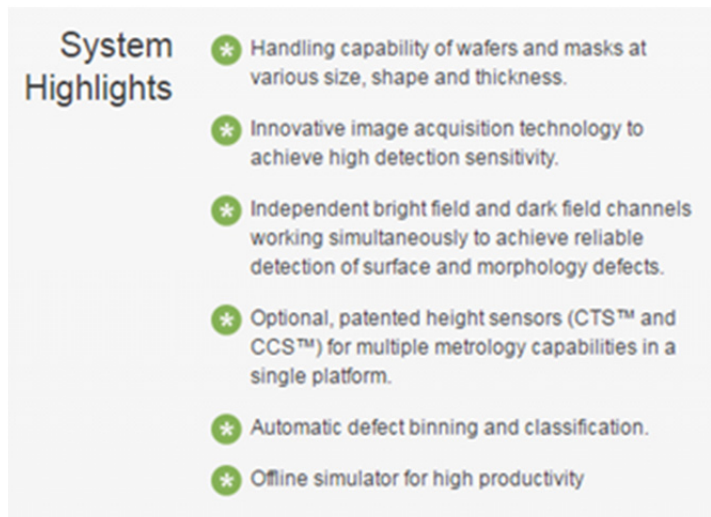 System
Highlights
Handling capability of wafers and masks at
various size, shape and thickness.
Innovative image acquisition technology to
achieve high detection sensitivity.
Independent bright field and dark field channels
working simultaneously to achieve reliable
detection of surface and morphology defects.
Optional, patented height sensors (CTS™ and
CCS™) for multiple metrology capabilities in a
single platform.
Automatic defect binning and classification.
Offline simulator for high productivity